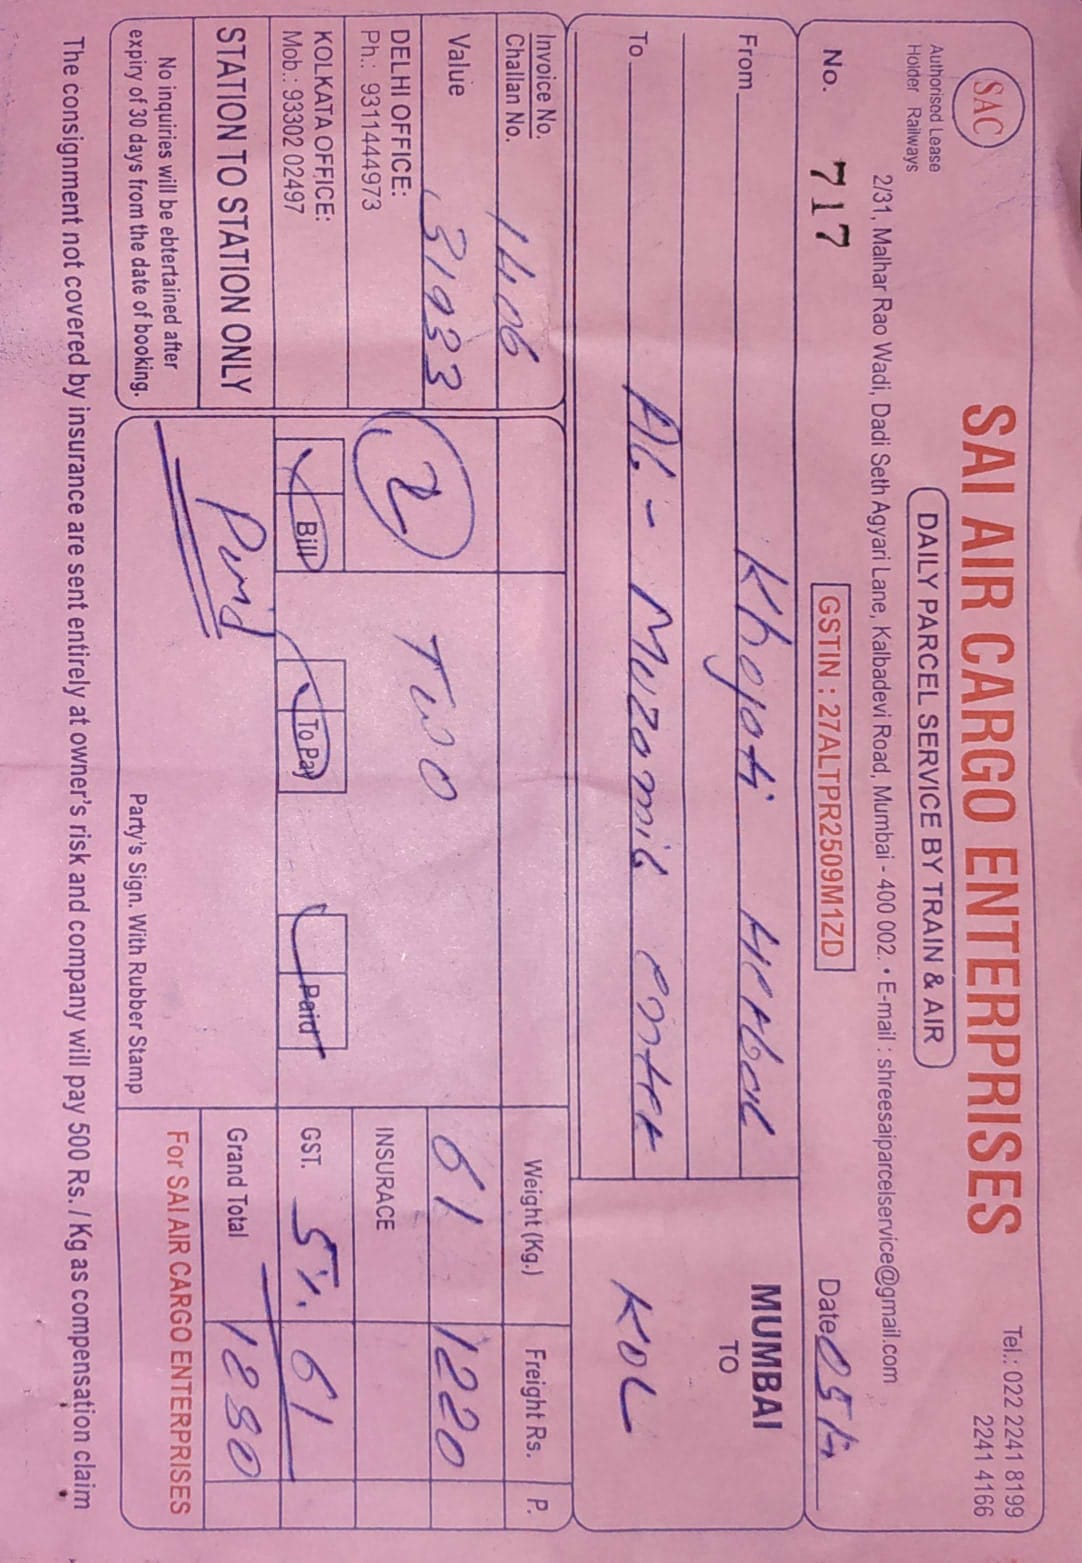 SAC
SAI AIR CARGO ENTERPRISES
Tel.: 022 2241 8199
2241 4166
Authorised Lease
Holder Railways
DAILY PARCEL SERVICE BY TRAIN & AIR
2/31, Malhar Rao Wadi, Dadi Seth Agyari Lane, Kalbadevi Road, Mumbai - 400 002. • E-mail : shreesaiparcelservice@gmail.com
No. 717
GSTIN : 27ALTPR2509M1ZD
Date
From Khojati Herbal
MUMBAI
TO
KOL
To AL - Muzamil enter
Invoice No.
Challan No. 1406
Weight (Kg.) Freight Rs. P.
Value 31933
2 TWO
61 1220
DELHI OFFICE:
Ph.: 9311444973
INSURACE
KOLKATA OFFICE:
Mob.: 93302 02497
Bill To Pay Paid
GST. 5%. 61
STATION TO STATION ONLY
Paid
Grand Total 1280
No inquiries will be ebtertained after
expiry of 30 days from the date of booking.
Party's Sign. With Rubber Stamp
For SAI AIR CARGO ENTERPRISES
The consignment not covered by insurance are sent entirely at owner's risk and company will pay 500 Rs. / Kg as compensation claim